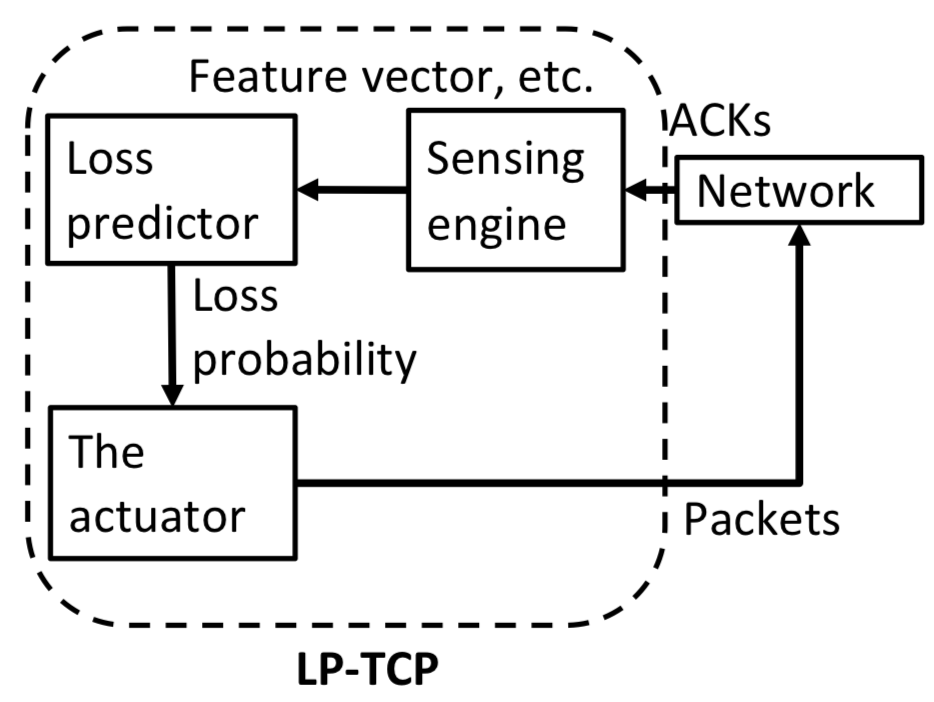 Feature vector, etc.
ACKs
Loss
predictor
Sensing
engine
Network
Loss
probability
The
actuator
Packets
LP-TCP